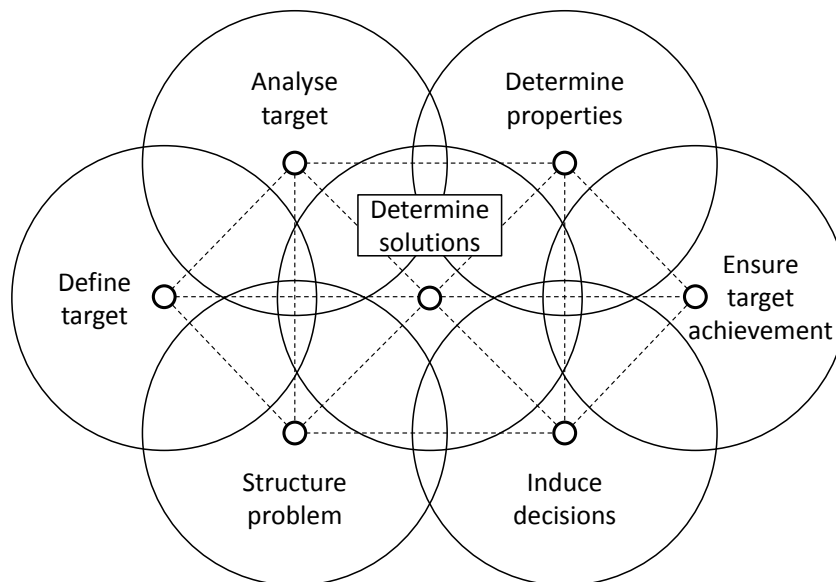 Analyse
target
Determine
properties
Determine
solutions
Define
target
Ensure
target
achievement
Structure
problem
Induce
decisions